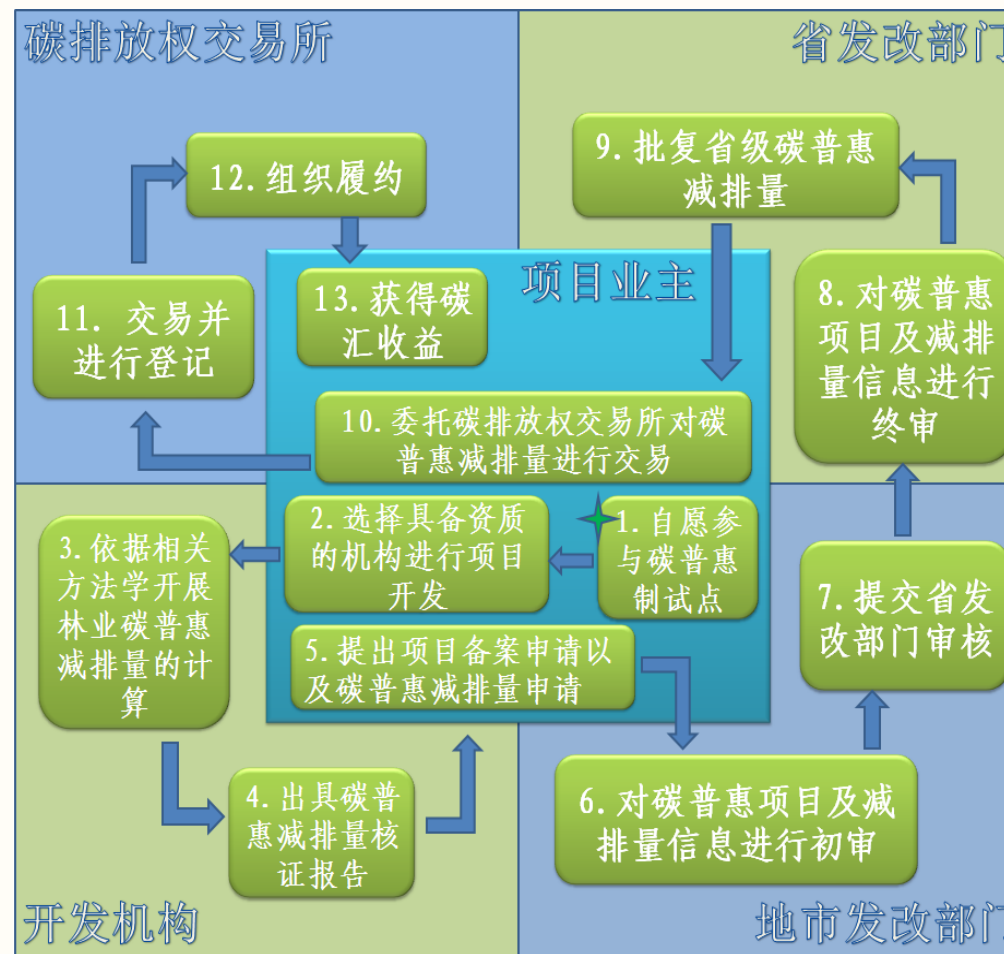 碳排放权交易所
省发改部门
12.组织履约
9.批复省级碳普惠
减排量
项目业主
13.获得碳
汇收益
11. 交易并
进行登记
8.对碳普惠
项目及减排
量信息进行
终审
10.委托碳排放权交易所对碳
普惠减排量进行交易
2.选择具备资质
的机构进行项目
开发
1.自愿参
与碳普惠
制试点
3.依据相关
方法学开展
林业碳普惠
减排量的计
算
7.提交省发
改部门审核
5.提出项目备案申请以
及碳普惠减排量申请
4.出具碳普
惠减排量核
证报告
6.对碳普惠项目及减
排量信息进行初审
开发机构
地市发改部门